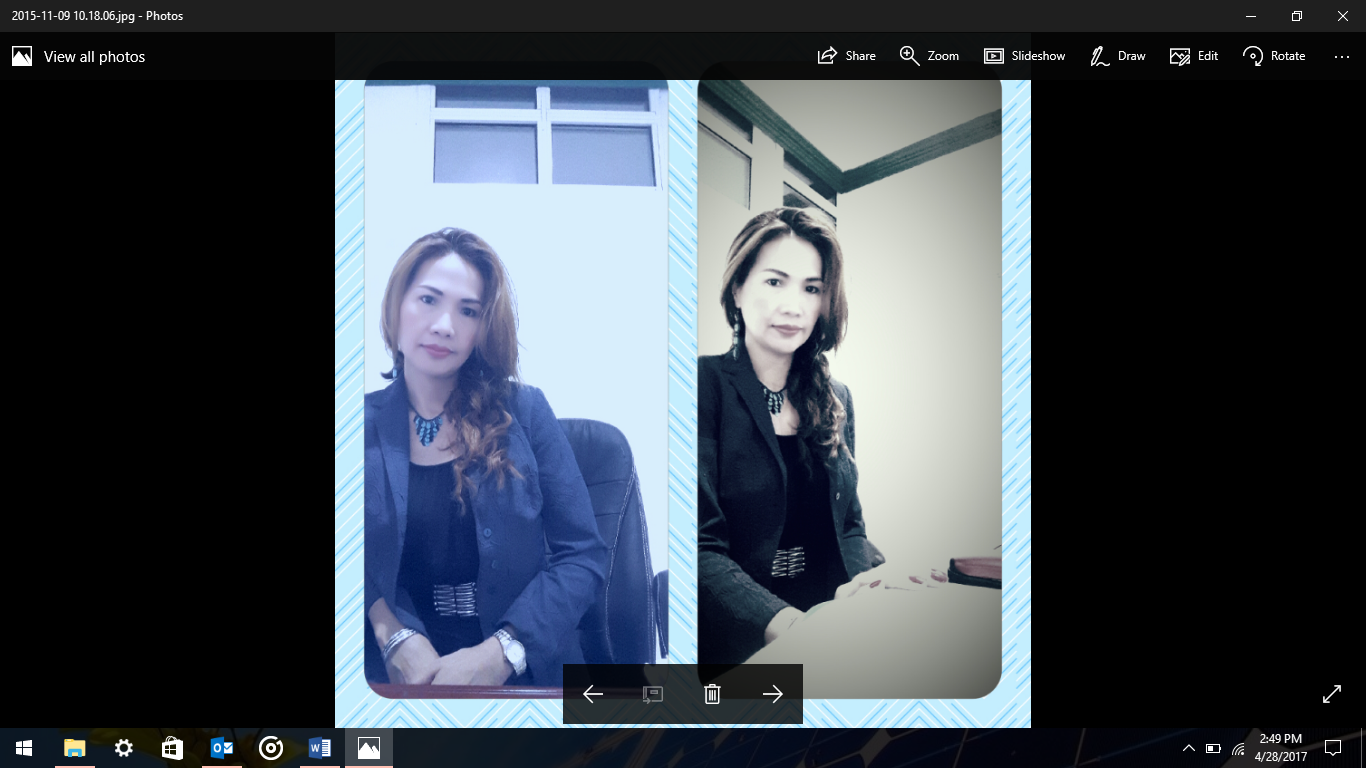 2015-11-09 10.18.06.jpg - Photos
View all photos
Share
Zoom
Slideshow
Draw
Edit
Rotate
2:49 PM
4/28/2017